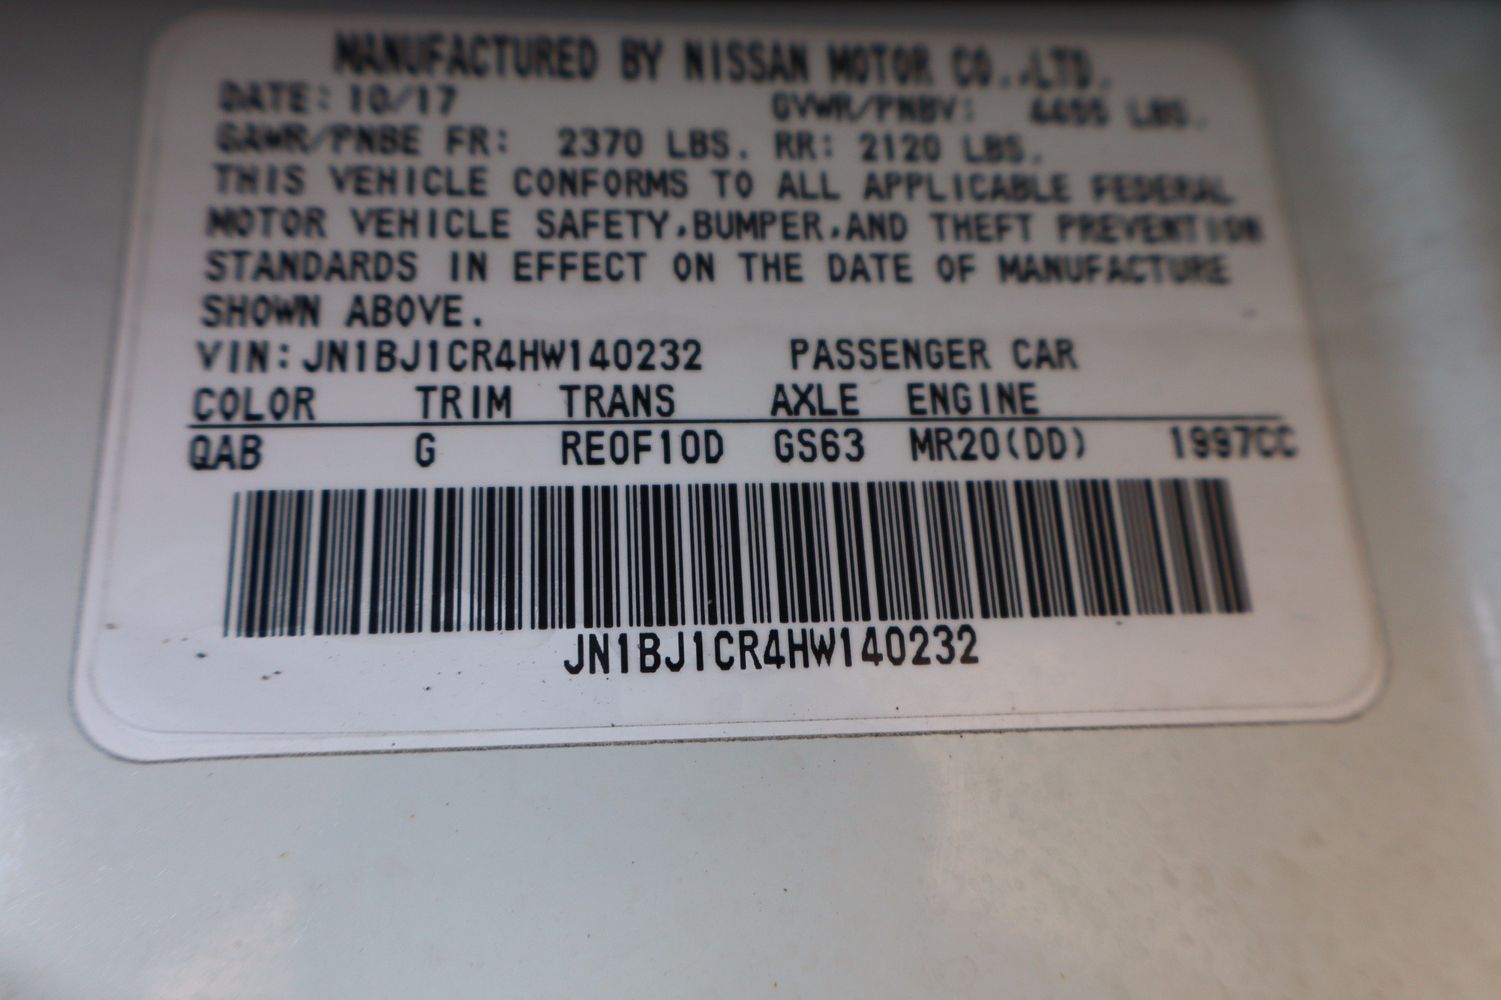 MANUFACTURED BY NISSAN MOTOR CO.,LTD.
DATE: 10/17 GVWR/PNBV: 4455 LBS.
GAWR/PNBE FR: 2370 LBS. RR: 2120 LBS.
THIS VEHICLE CONFORMS TO ALL APPLICABLE FEDERAL
MOTOR VEHICLE SAFETY,BUMPER,AND THEFT PREVENTION
STANDARDS IN EFFECT ON THE DATE OF MANUFACTURE
SHOWN ABOVE.
VIN: JN1BJ1CR4HW140232 PASSENGER CAR
COLOR TRIM TRANS AXLE ENGINE
QAB G RE0F10D GS63 MR20(DD) 1997CC
JN1BJ1CR4HW140232